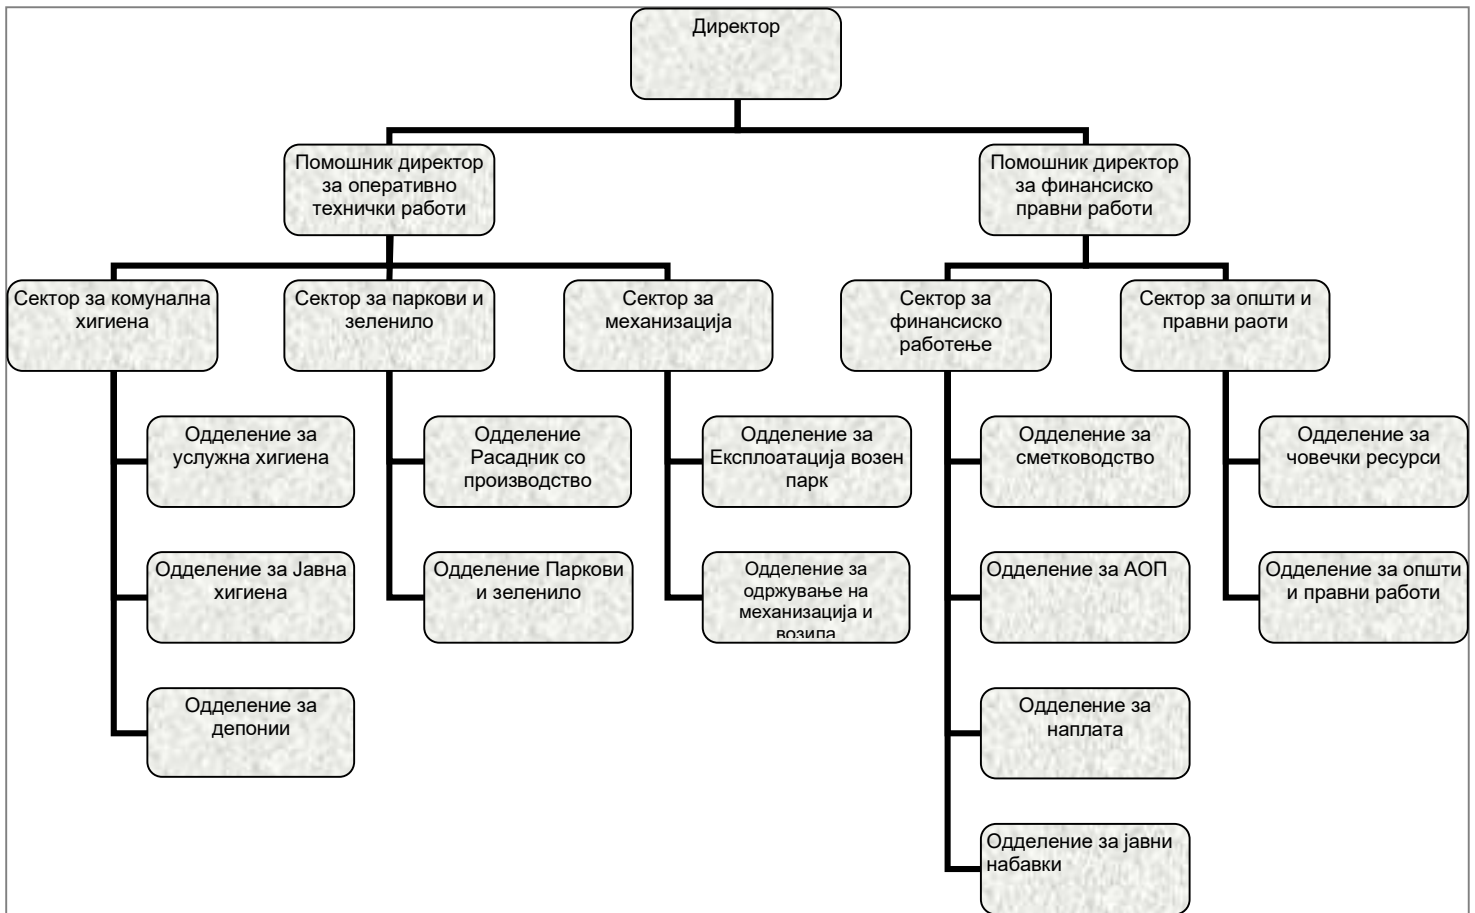 Директор
Помошник директор
за оперативно
технички работи
Помошник директор
за финансиско
правни работи
Сектор за комунална
хигиена
Сектор за паркови и
зеленило
Сектор за
механизација
Сектор за
финансиско
работење
Сектор за општи и
правни раоти
Одделение за
услужна хигиена
Одделение
Расадник со
производство
Одделение за
Експлоатација возен
парк
Одделение за
сметководство
Одделение за
човечки ресурси
Одделение за Јавна
хигиена
Одделение Паркови
и зеленило
Одделение за
одржување на
механизација и
возила
Одделение за АОП
Одделение за општи
и правни работи
Одделение за
депонии
Одделение за
наплата
Одделение за јавни
набавки